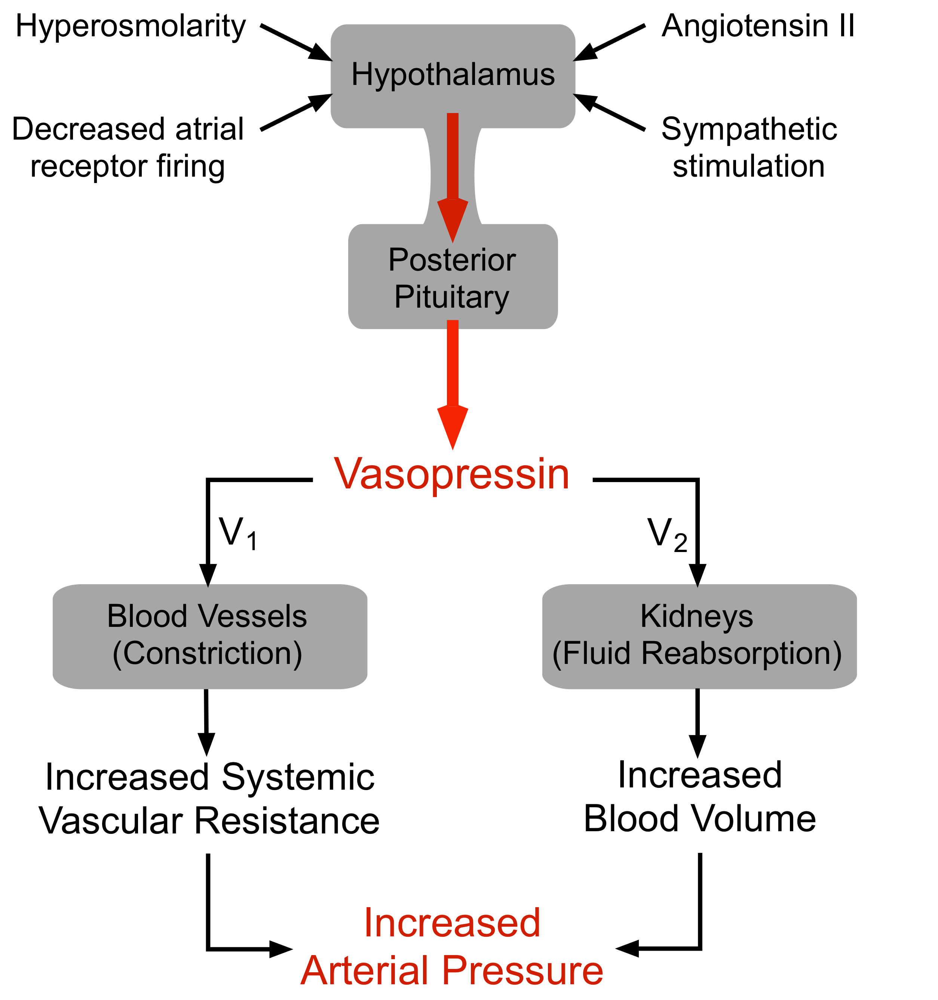 Hyperosmolarity
Angiotensin II
Hypothalamus
Decreased atrial
receptor firing
Sympathetic
stimulation
Posterior
Pituitary
Vasopressin
V₁
V₂
Blood Vessels
(Constriction)
Kidneys
(Fluid Reabsorption)
Increased Systemic
Vascular Resistance
Increased
Blood Volume
Increased
Arterial Pressure